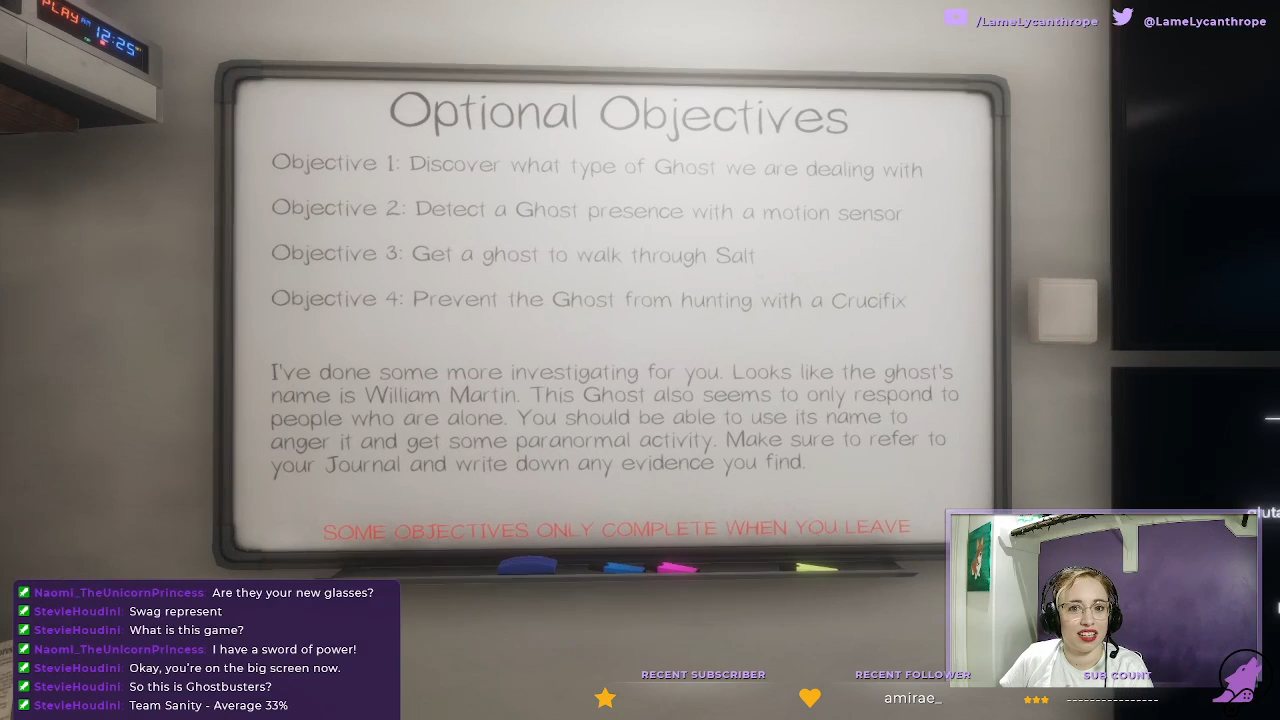 PLAY AM 12:25
/LameLycanthrope
@LameLycanthrope
Optional Objectives
Objective 1: Discover what type of Ghost we are dealing with
Objective 2: Detect a Ghost presence with a motion sensor
Objective 3: Get a ghost to walk through Salt
Objective 4: Prevent the Ghost from hunting with a Crucifix
I've done some more investigating for you. Looks like the ghost's
name is William Martin. This Ghost also seems to only respond to
people who are alone. You should be able to use its name to
anger it and get some paranormal activity. Make sure to refer to
your Journal and write down any evidence you find.
SOME OBJECTIVES ONLY COMPLETE WHEN YOU LEAVE
Naomi_TheUnicornPrincess: Are they your new glasses?
StevieHoudini: Swag represent
StevieHoudini: What is this game?
Naomi_TheUnicornPrincess: I have a sword of power!
StevieHoudini: Okay, you're on the big screen now.
StevieHoudini: So this is Ghostbusters?
StevieHoudini: Team Sanity - Average 33%
RECENT SUBSCRIBER
RECENT FOLLOWER
amirae_
SUB COUNT